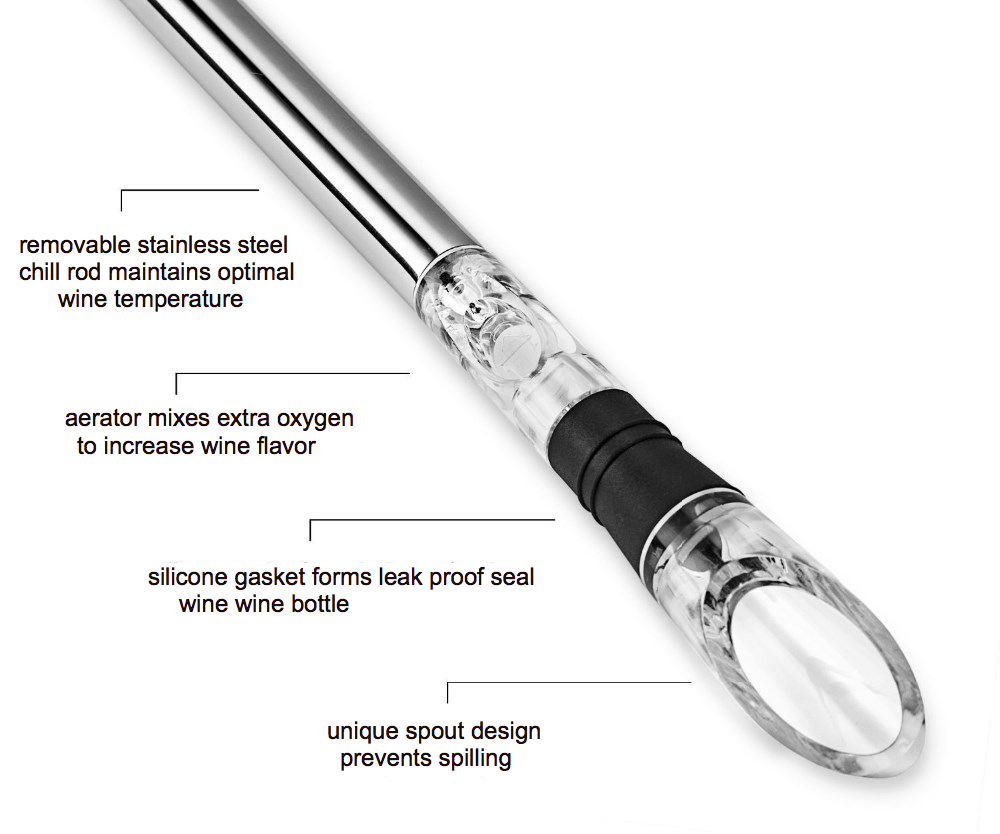 removable stainless steel
chill rod maintains optimal
wine temperature
aerator mixes extra oxygen
to increase wine flavor
silicone gasket forms leak proof seal
wine wine bottle
unique spout design
prevents spilling